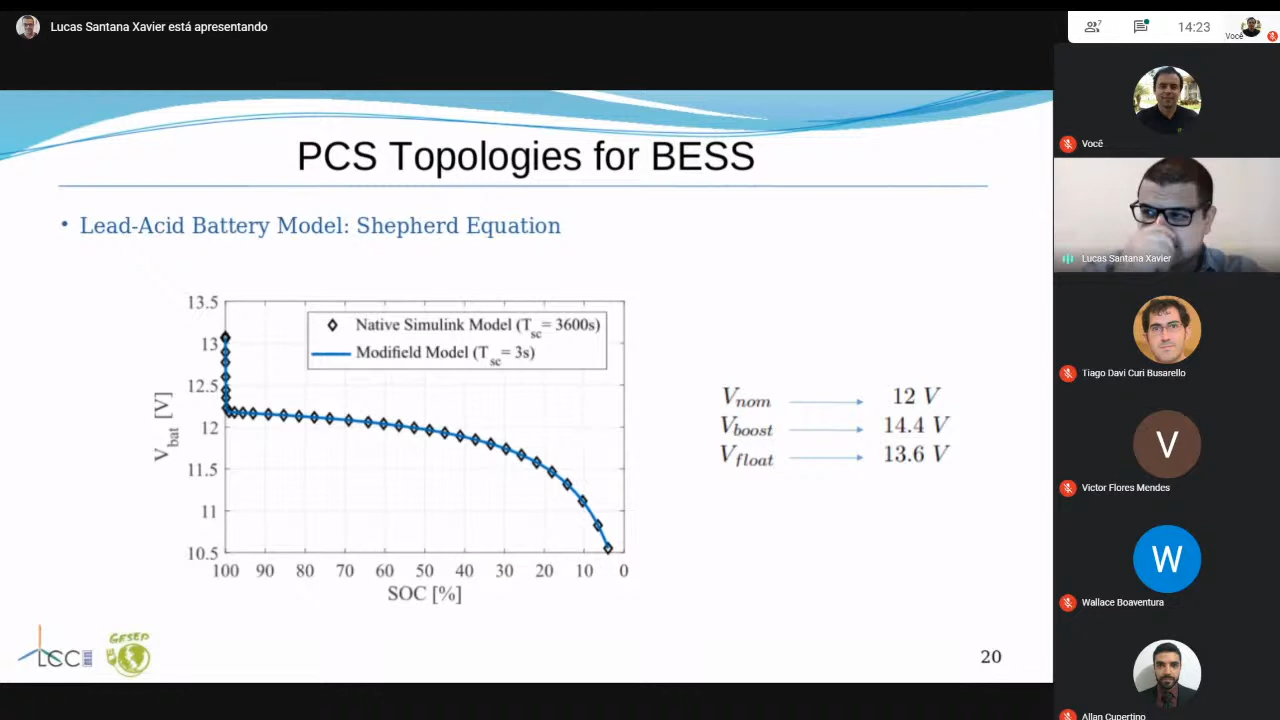 Lucas Santana Xavier está apresentando
7
14:23
Você
PCS Topologies for BESS
• Lead-Acid Battery Model: Shepherd Equation
13.5
13
12.5
12
11.5
11
10.5
V_bat [V]
Native Simulink Model (T_sc= 3600s)
Modifield Model (T_sc= 3s)
100 90 80 70 60 50 40 30 20 10 0
SOC [%]
V_nom 12 V
V_boost 14.4 V
V_float 13.6 V
LCCE
GESEP
20
Você
Lucas Santana Xavier
Tiago Davi Curi Busarello
V
Victor Flores Mendes
W
Wallace Boaventura
Allan Cupertino